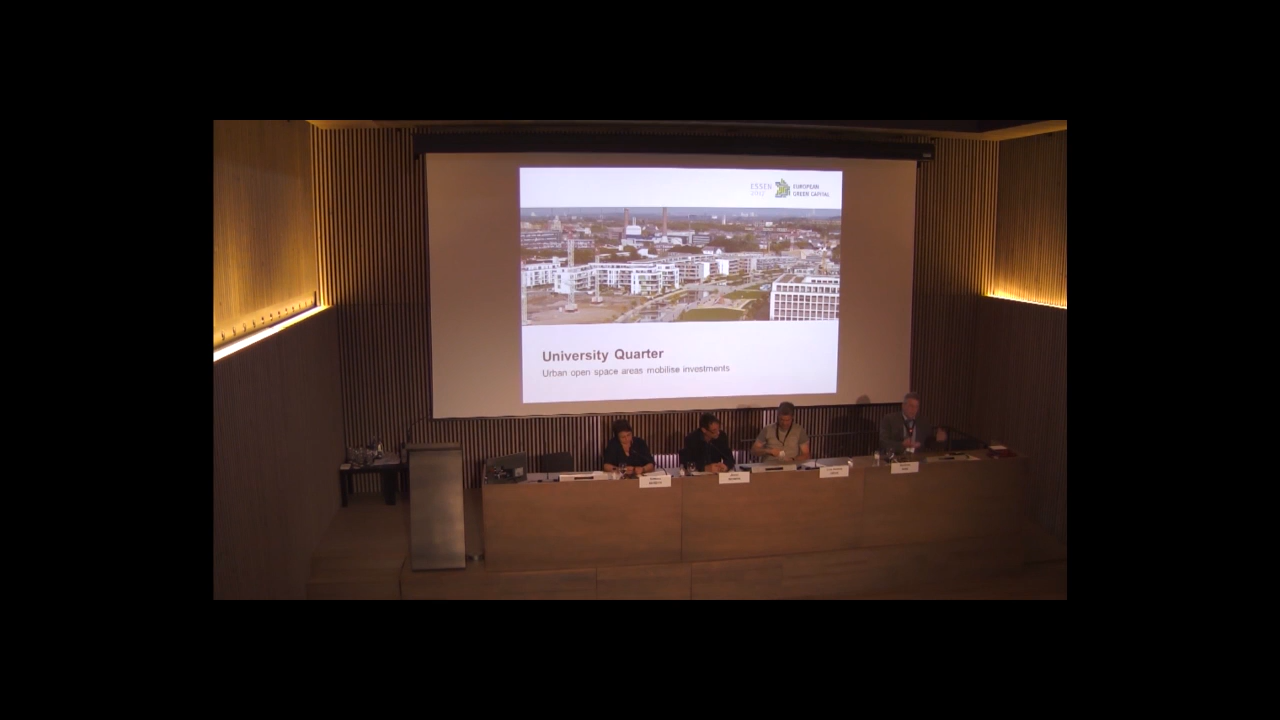 ESSEN
2017
EUROPEAN
GREEN CAPITAL
University Quarter
Urban open space areas mobilise investments